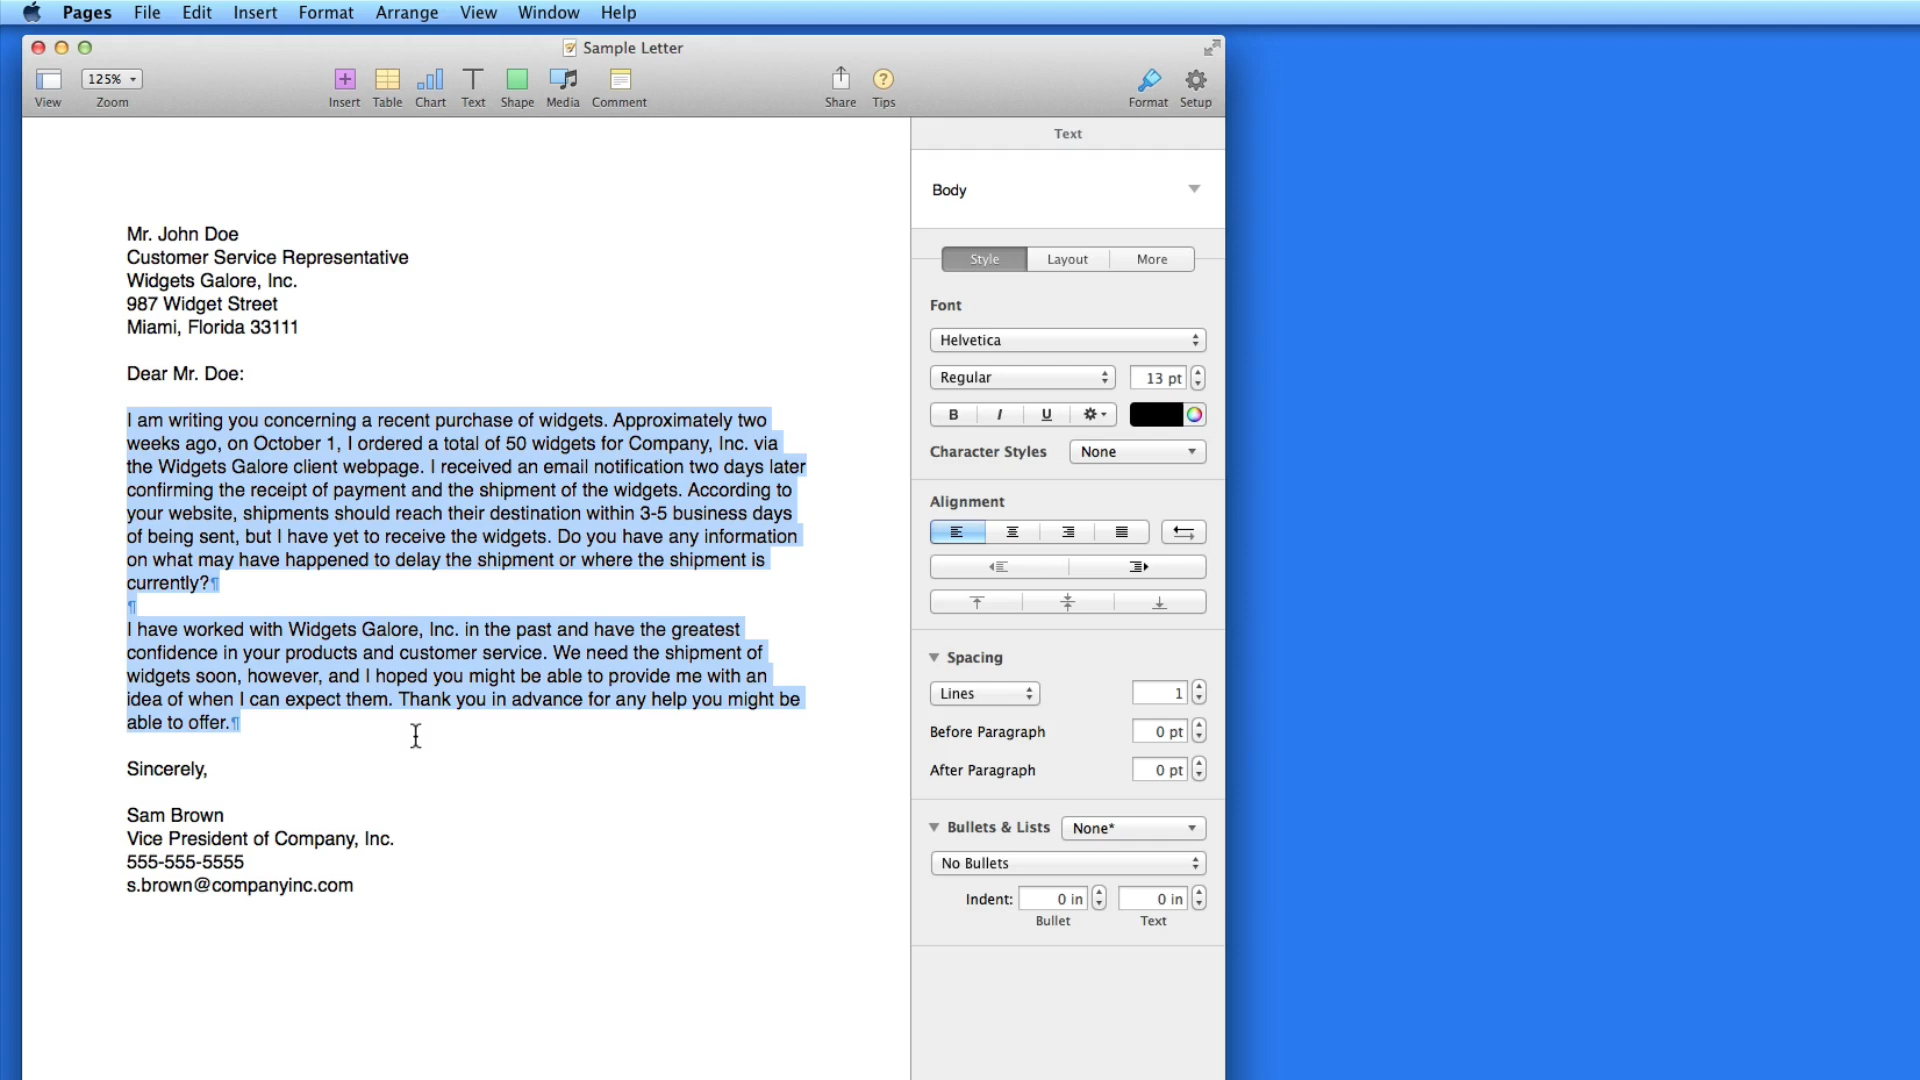 Pages File Edit Insert Format Arrange View Window Help
Sample Letter
125%
View Zoom Insert Table Chart Text Shape Media Comment Share Tips Format Setup
Text
Body
Style Layout More
Font
Helvetica
Regular 13 pt
B I U
Character Styles None
Alignment
Spacing
Lines 1
Before Paragraph 0 pt
After Paragraph 0 pt
Bullets & Lists None*
No Bullets
Indent: 0 in 0 in
Bullet Text
Mr. John Doe
Customer Service Representative
Widgets Galore, Inc.
987 Widget Street
Miami, Florida 33111
Dear Mr. Doe:
I am writing you concerning a recent purchase of widgets. Approximately two
weeks ago, on October 1, I ordered a total of 50 widgets for Company, Inc. via
the Widgets Galore client webpage. I received an email notification two days later
confirming the receipt of payment and the shipment of the widgets. According to
your website, shipments should reach their destination within 3-5 business days
of being sent, but I have yet to receive the widgets. Do you have any information
on what may have happened to delay the shipment or where the shipment is
currently?¶
¶
I have worked with Widgets Galore, Inc. in the past and have the greatest
confidence in your products and customer service. We need the shipment of
widgets soon, however, and I hoped you might be able to provide me with an
idea of when I can expect them. Thank you in advance for any help you might be
able to offer.¶
Sincerely,
Sam Brown
Vice President of Company, Inc.
555-555-5555
s.brown@companyinc.com